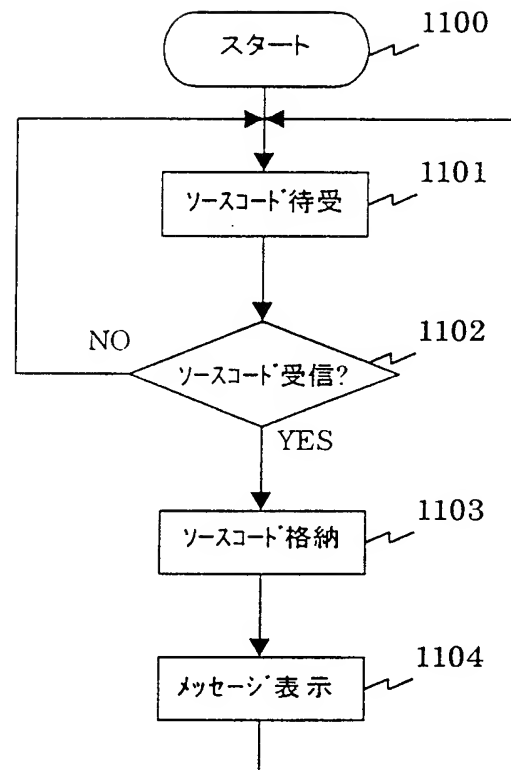 スタート
1100
ソースコード待受
1101
ソースコード受信?
1102
NO
YES
ソースコード格納
1103
メッセージ表示
1104